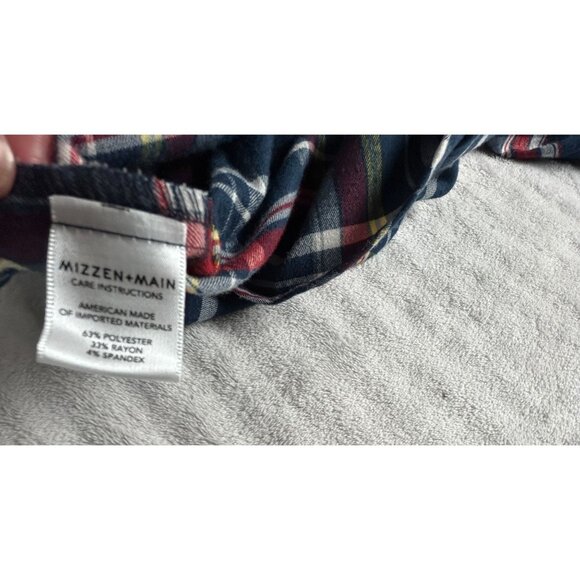 MIZZEN+MAIN
CARE INSTRUCTIONS
AMERICAN MADE
OF IMPORTED MATERIALS
63% POLYESTER
33% RAYON
4% SPANDEX